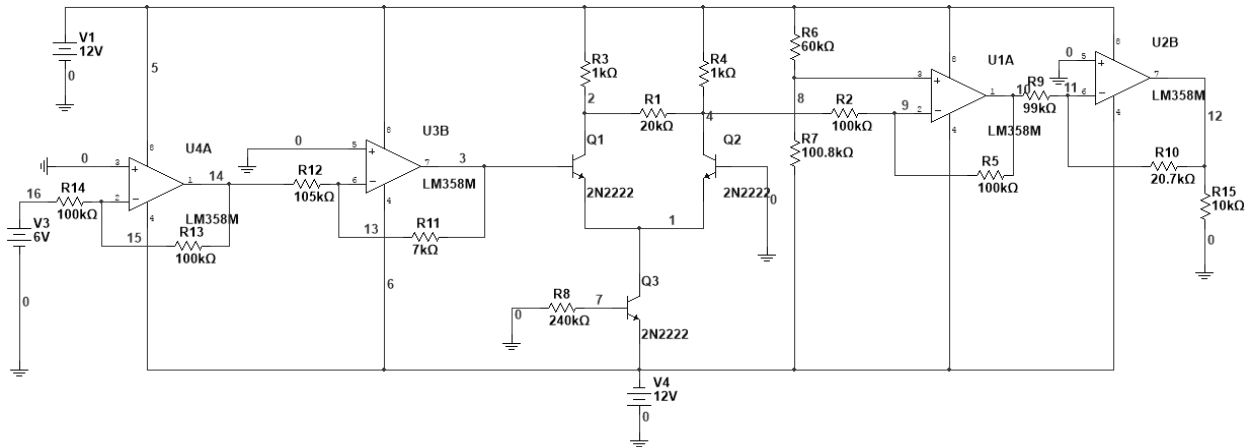 V1
12V
0
5
R3
1kΩ
2
R1
20kΩ
R4
1kΩ
4
R6
60kΩ
8
R7
100.8kΩ
R2
100kΩ
9
3
2
8
4
1
U1A
LM358M
10
R9
99kΩ
11
R5
100kΩ
0
5
6
8
4
7
U2B
LM358M
12
R10
20.7kΩ
R15
10kΩ
0
0
3
2
8
4
1
U4A
LM358M
14
16
R14
100kΩ
V3
6V
15
R13
100kΩ
0
0
5
6
8
4
7
U3B
LM358M
3
R12
105kΩ
13
R11
7kΩ
6
Q1
2N2222
Q2
2N2222
0
1
Q3
2N2222
0
R8
240kΩ
7
V4
12V
0